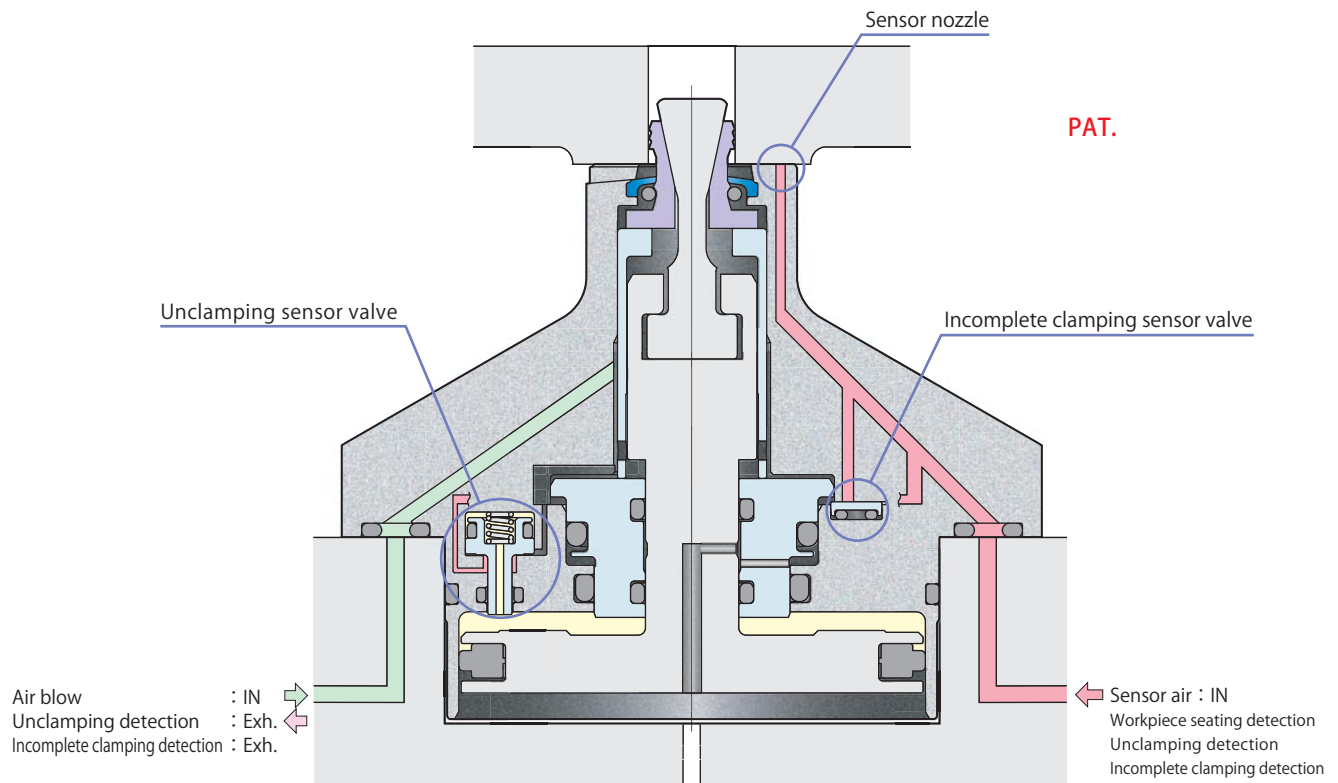 Sensor nozzle
PAT.
Unclamping sensor valve
Incomplete clamping sensor valve
Air blow : IN
Unclamping detection : Exh.
Incomplete clamping detection : Exh.
Sensor air : IN
Workpiece seating detection
Unclamping detection
Incomplete clamping detection